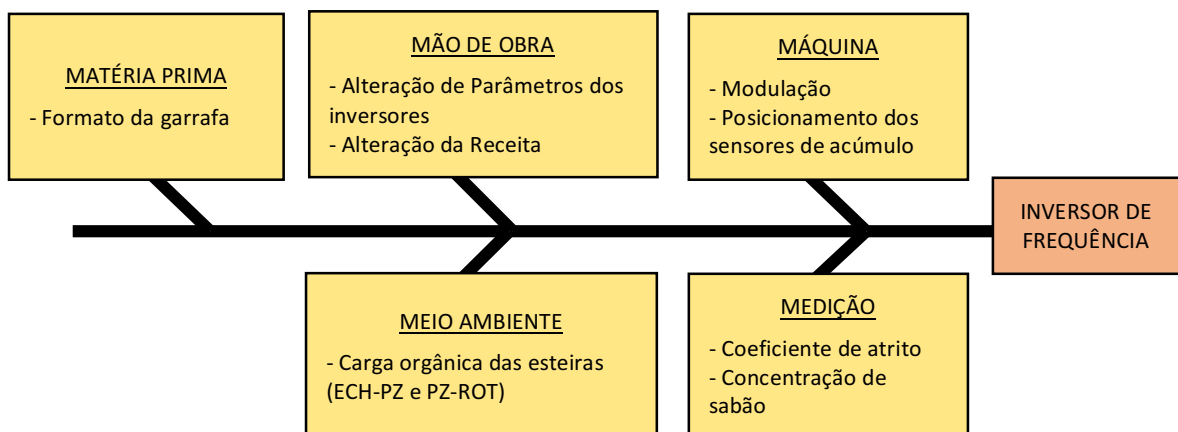 MATÉRIA PRIMA
- Formato da garrafa
MÃO DE OBRA
- Alteração de Parâmetros dos
inversores
- Alteração da Receita
MÁQUINA
- Modulação
- Posicionamento dos
sensores de acúmulo
INVERSOR DE
FREQUÊNCIA
MEIO AMBIENTE
- Carga orgânica das esteiras
(ECH-PZ e PZ-ROT)
MEDIÇÃO
- Coeficiente de atrito
- Concentração de
sabão